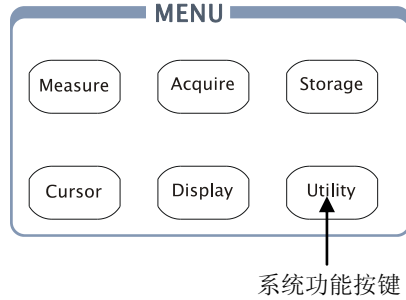 MENU
Measure Acquire Storage
Cursor Display Utility
系统功能按键